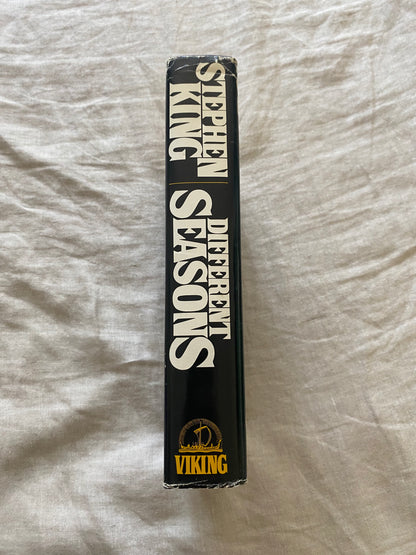 STEPHEN
KING
DIFFERENT
SEASONS
VIKING